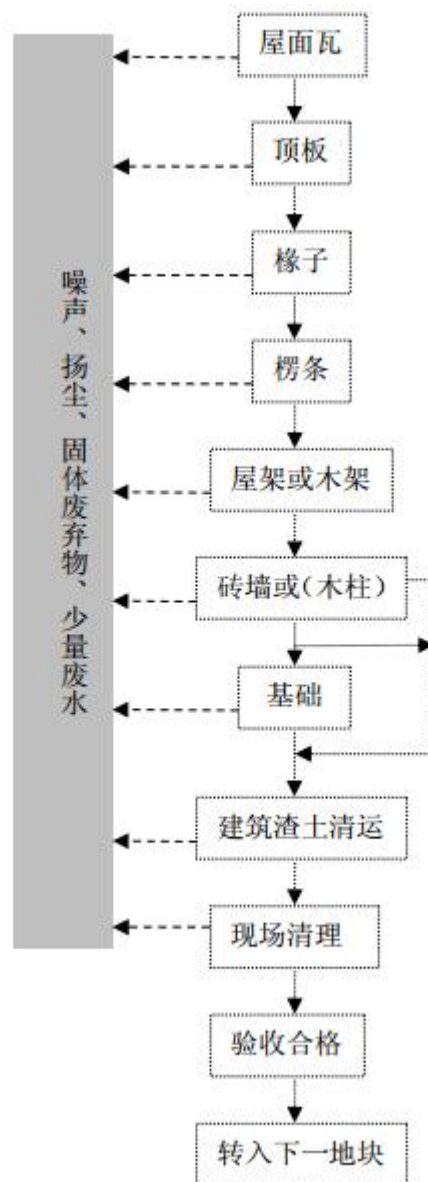 屋面瓦
顶板
椽子
楞条
屋架或木架
砖墙或（木柱）
基础
建筑渣土清运
现场清理
验收合格
转入下一地块
噪声、扬尘、固体废弃物、少量废水